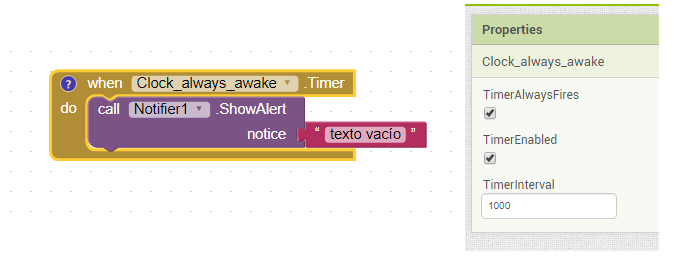 ? when Clock_always_awake .Timer
do call Notifier1 .ShowAlert
notice “ texto vacío ”
Properties
Clock_always_awake
TimerAlwaysFires
TimerEnabled
TimerInterval
1000